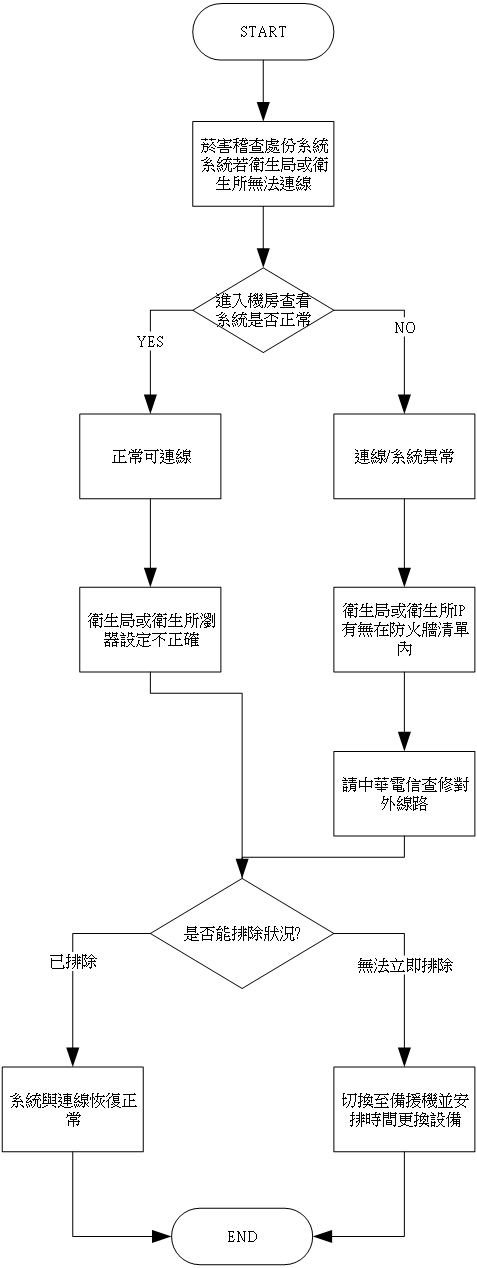 START
菸害稽查處份系統
系統若衛生局或衛
生所無法連線
進入機房查看
系統是否正常
YES
NO
正常可連線
連線/系統異常
衛生局或衛生所瀏
器設定不正確
衛生局或衛生所IP
有無在防火牆清單
內
請中華電信查修對
外線路
是否能排除狀況?
已排除
無法立即排除
系統與連線恢復正
常
切換至備援機並安
排時間更換設備
END